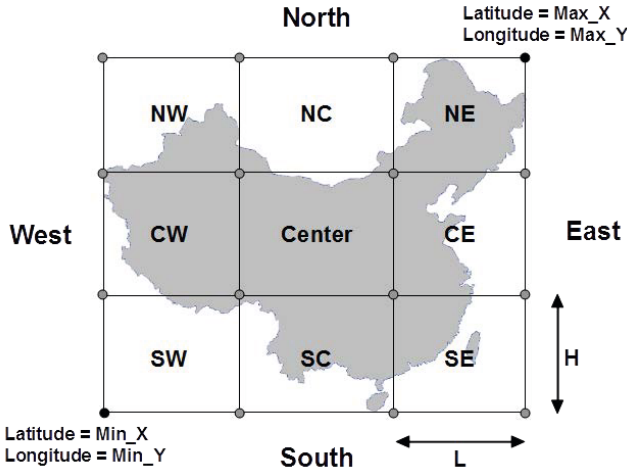 North
Latitude = Max_X
Longitude = Max_Y
NW NC NE
West CW Center CE East
SW SC SE H
Latitude = Min_X
Longitude = Min_Y
South L